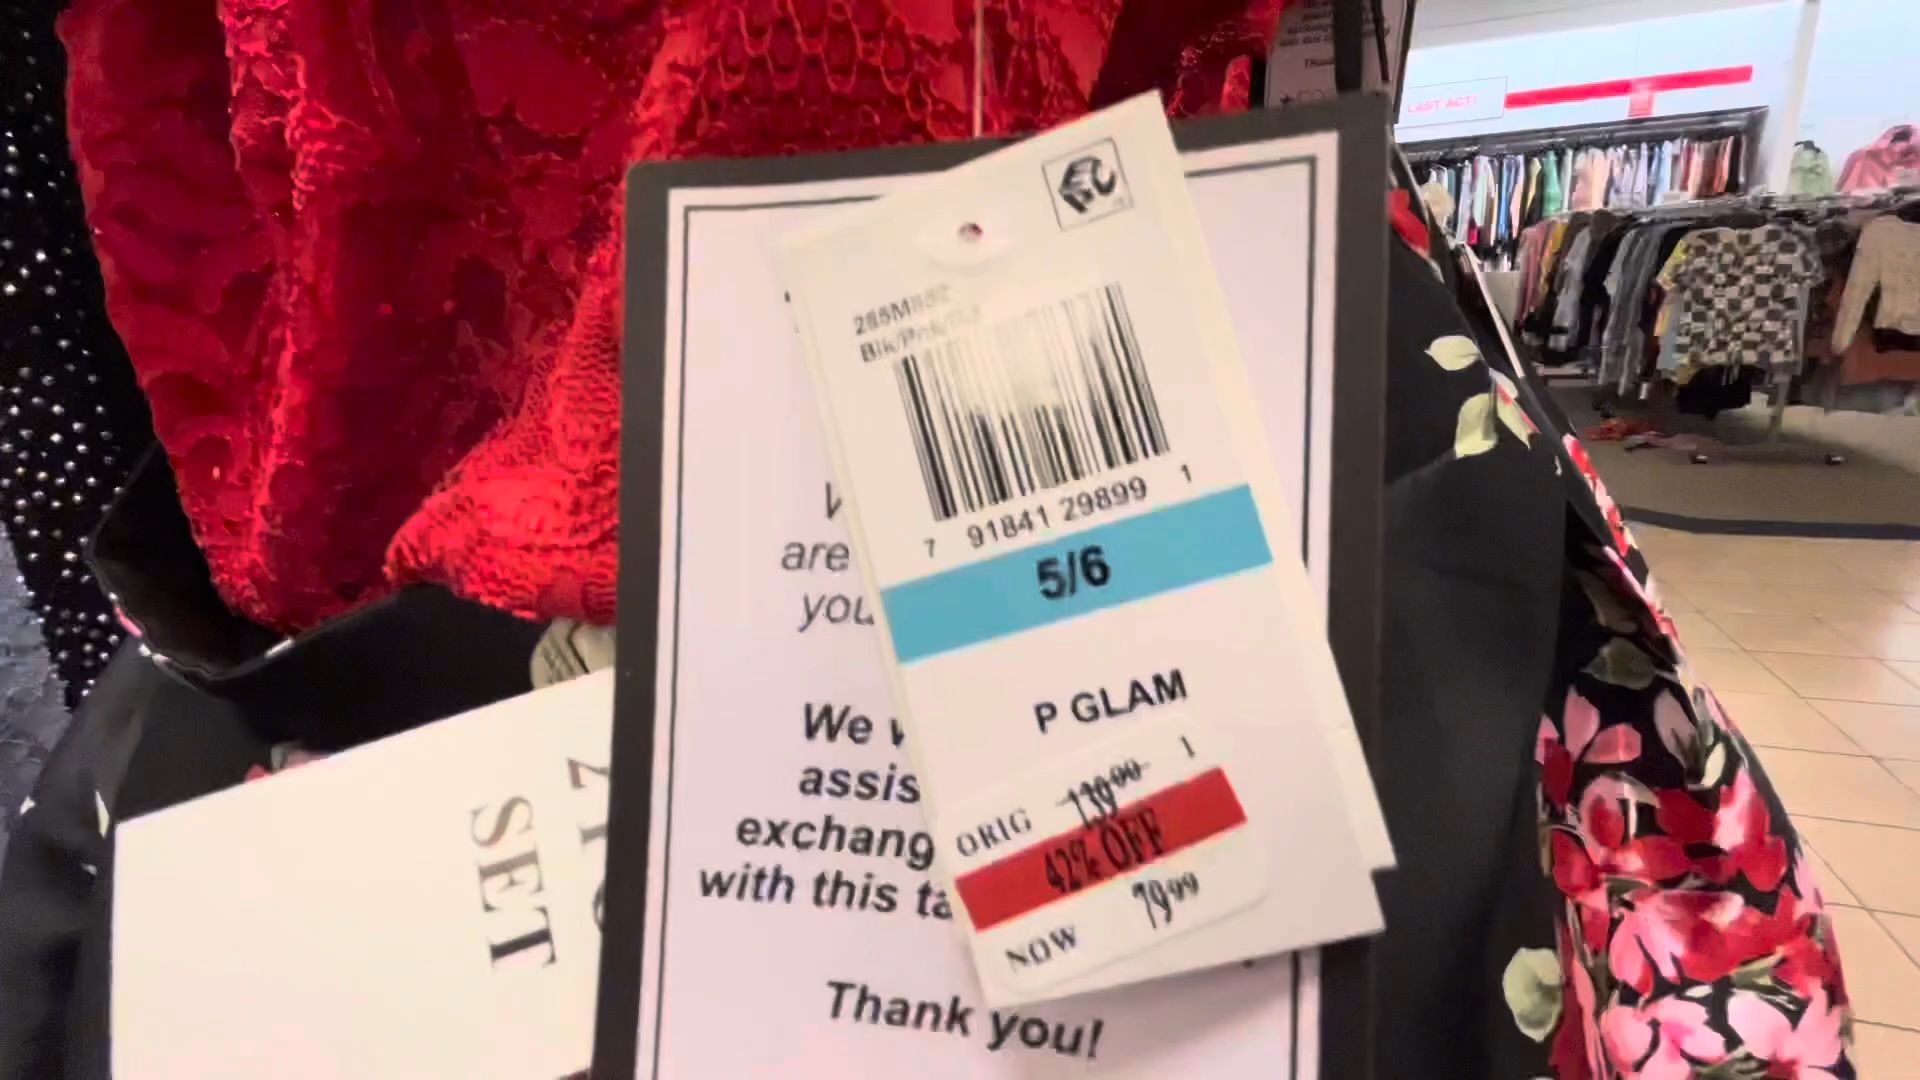 LAST ACT!
5/6
7 91841 29899 1
P GLAM
1
ORIG 139.00
42% OFF
NOW 79.99
are
you
We
assis
exchang
with this ta
Thank you!
SET